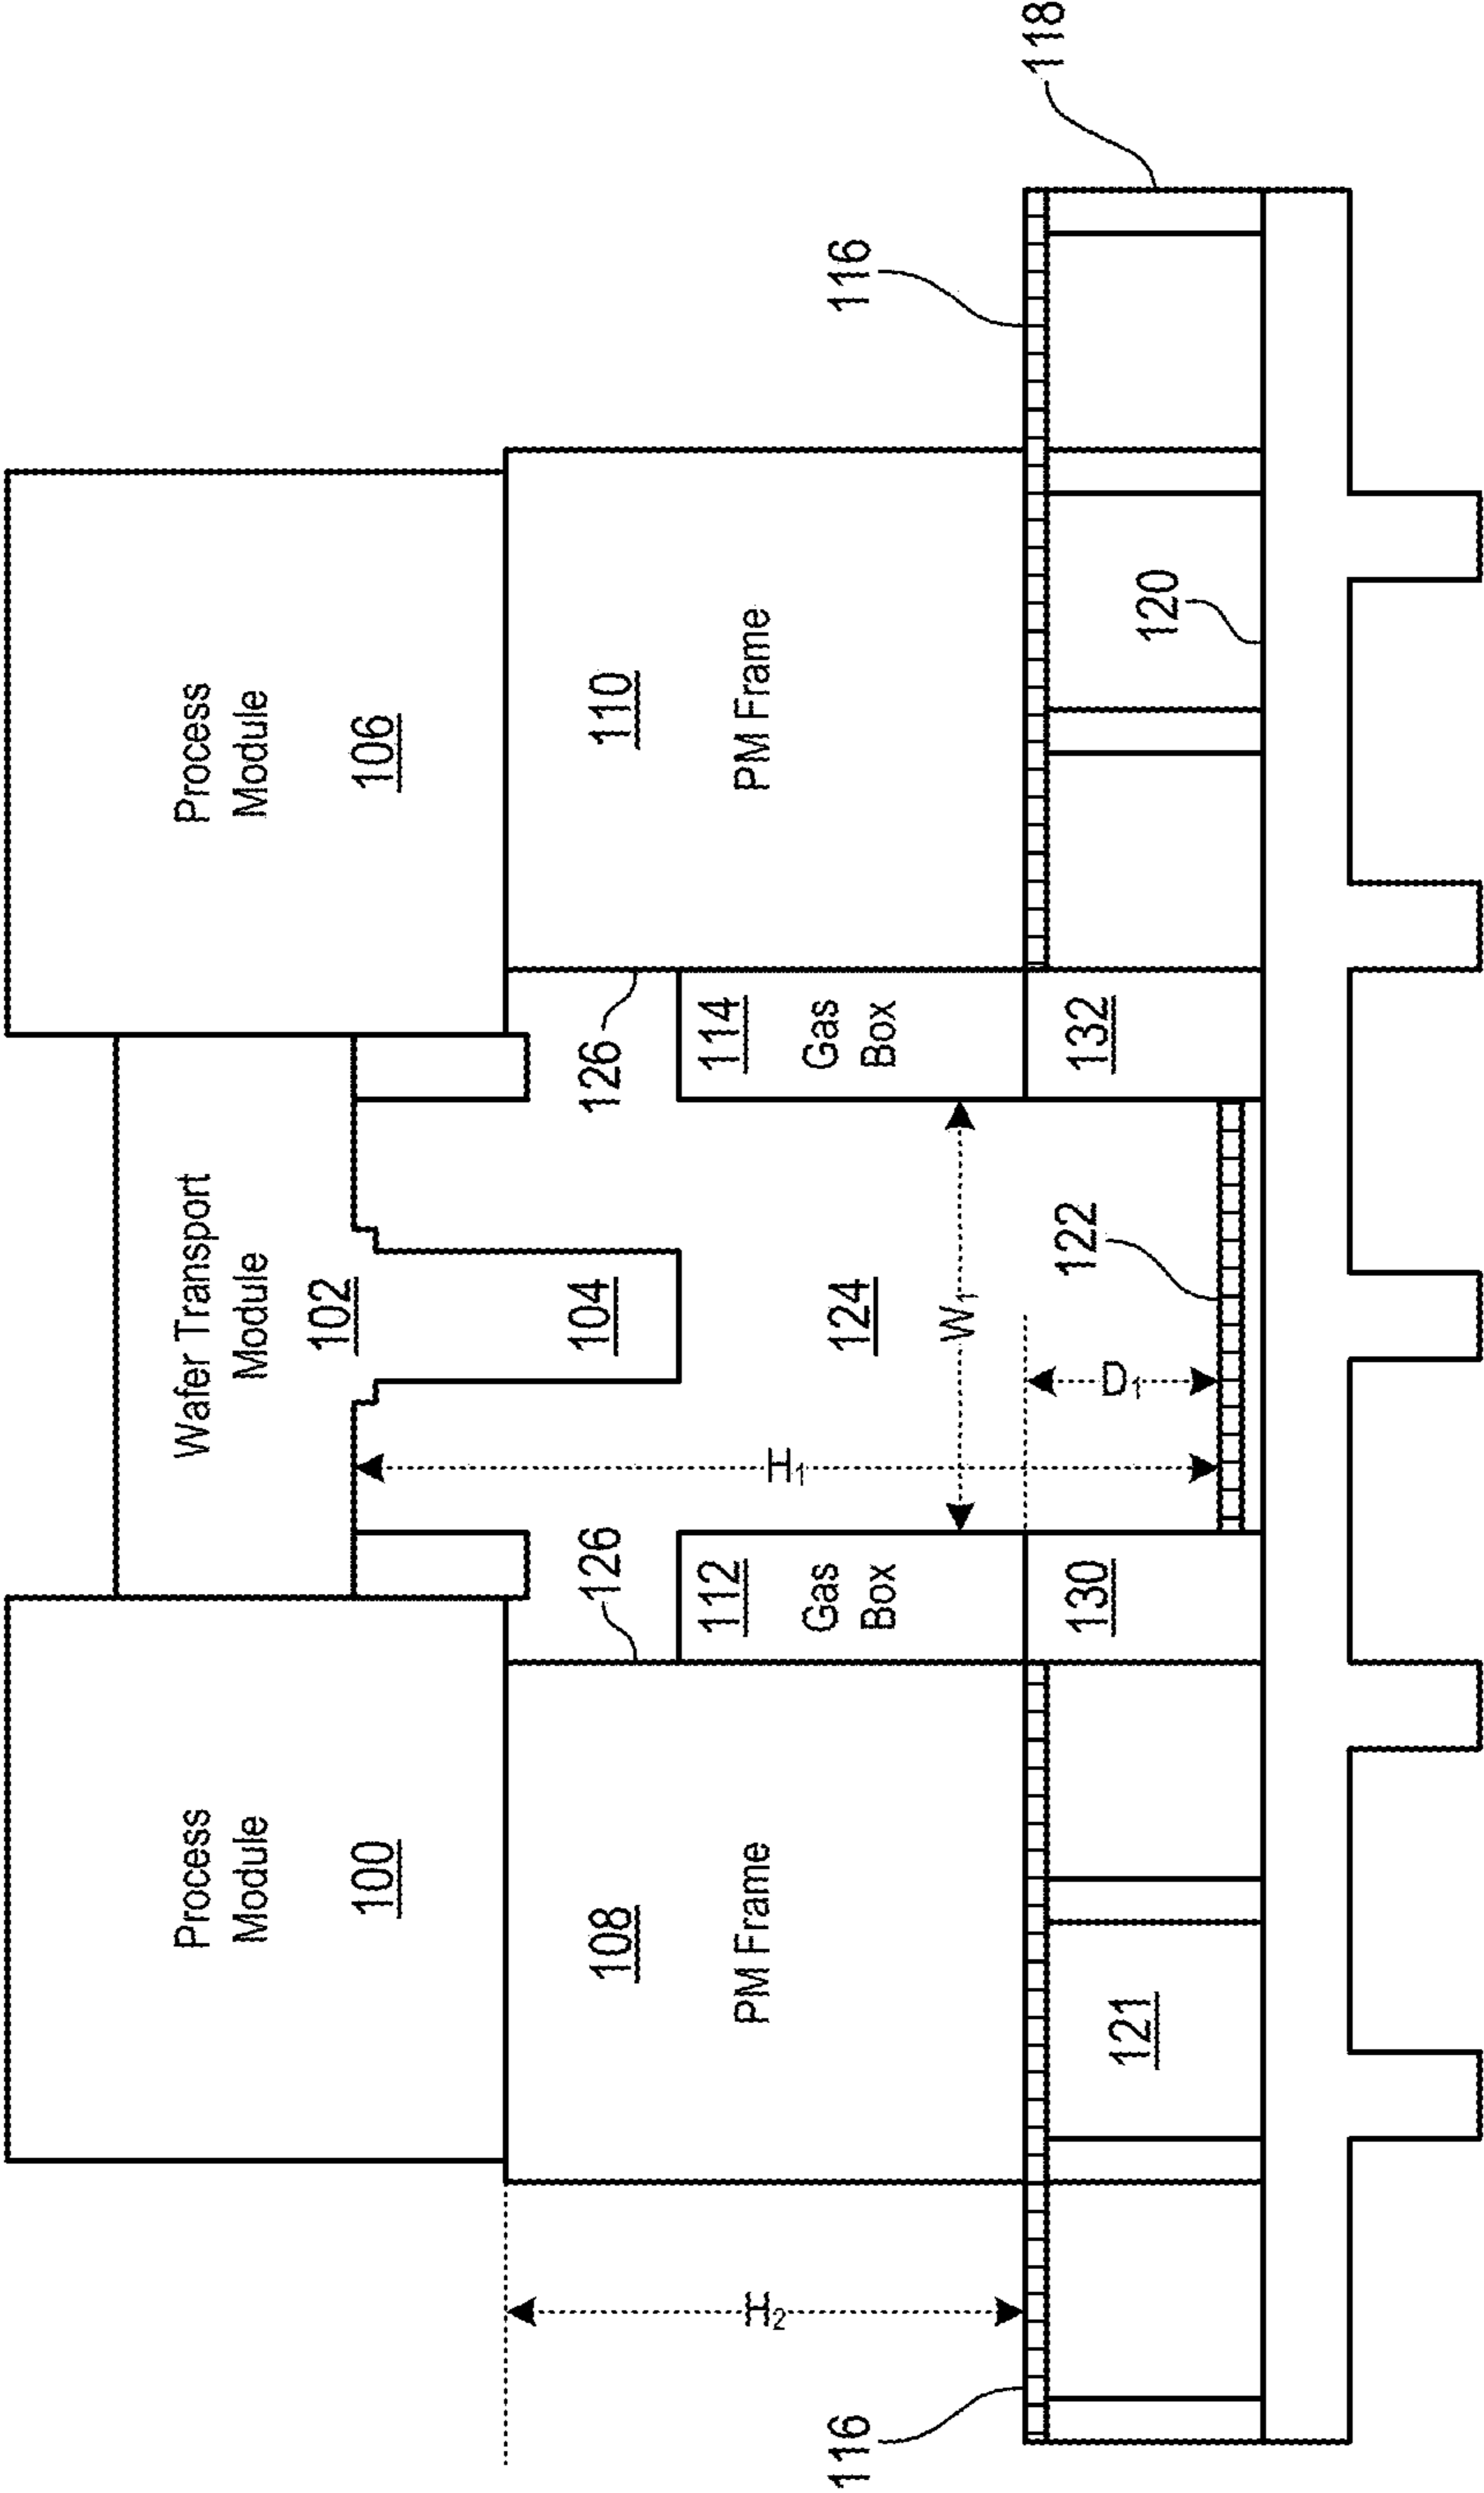 Process
Module
100
Wafer Transport
Module
102
Process
Module
106
104
108
PM Frame
126
126
110
PM Frame
112
Gas
Box
114
Gas
Box
H₂
H₁
124
W₁
D₁
116
116
118
121
130
122
132
120